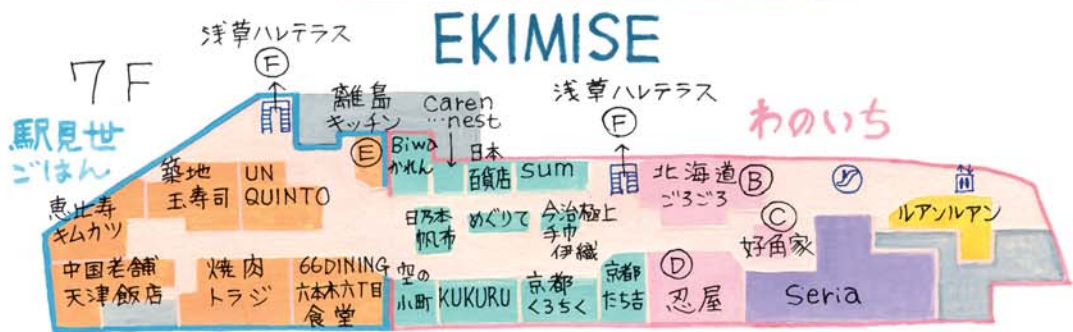 EKIMISE
7F
駅見世
ごはん
わのいち
浅草ハレテラス
F
離島
キッチン
E
caren
…nest
浅草ハレテラス
F
Biwa
かれん
日本
百貨店
sum
北海道
ごろごろ
B
ルアンルアン
築地
玉寿司
UN
QUINTO
恵比寿
キムカツ
日乃本
帆布
めぐりて
今治極上
手巾
伊織
C
好角家
中国老舗
天津飯店
焼肉
トラジ
66DINING
六本木六丁目
食堂
空の
小町
KUKURU
京都
くろちく
京都
たち吉
D
忍屋
Seria